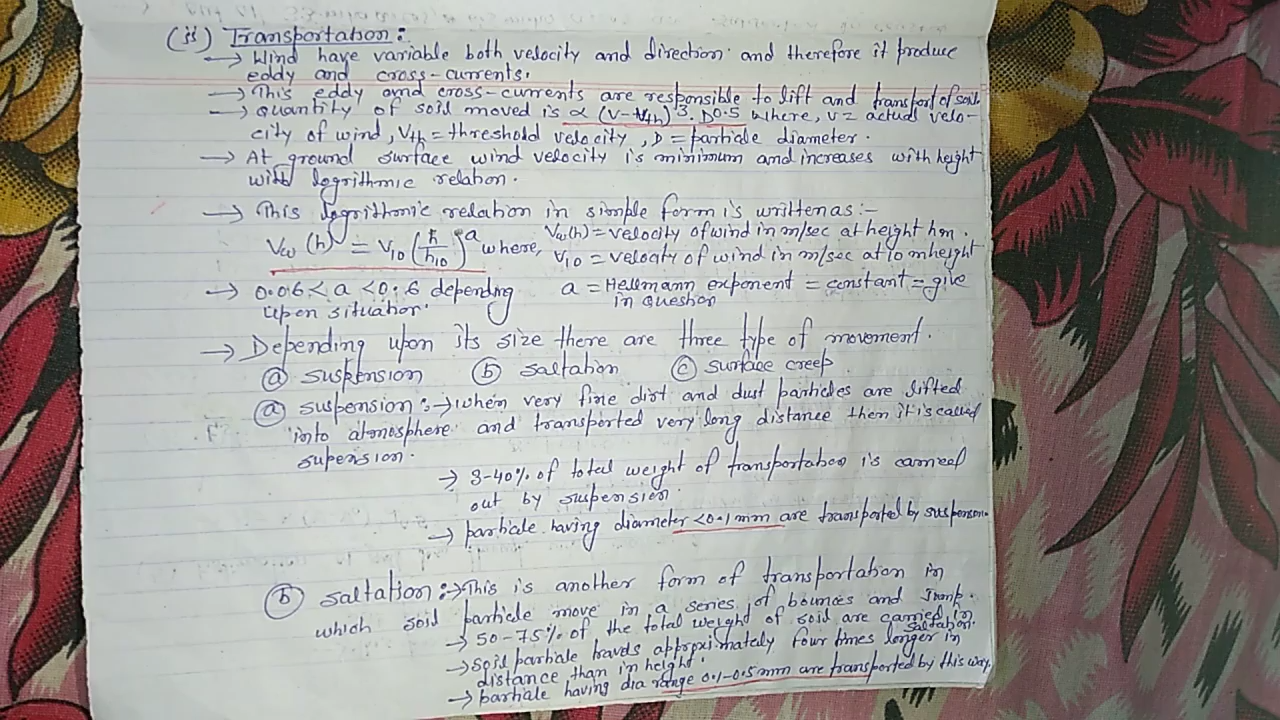 (ii) Transportation:
→ Wind have variable both velocity and direction and therefore it produce
eddy and cross-currents.
→ This eddy and cross-currents are responsible to lift and transport of soil.
→ quantity of soil moved is ∝ (V-Vth)³. D^0.5 where, v = actual velo-
city of wind, Vth = threshold velocity, D = particle diameter.
→ At ground surface wind velocity is minimum and increases with height
with logrithmic relation.
→ This logrithmic relation in simple form is written as:-
Vw (h) = V10 (h/h10)^a where, Vw(h) = velocity of wind in m/sec at height hm.
V10 = velocity of wind in m/sec at 10 m height
→ 0.06 < a < 0.6 depending a = Hellmann exponent = constant = give
upon situation in question
→ Depending upon its size there are three type of movement.
(a) suspension (b) saltation (c) surface creep
(a) suspension :→ when very fine dirt and dust particles are lifted
into atmosphere and transported very long distance them it is called
supension.
→ 3-40% of total weight of transportation is carried
out by suspension.
→ particle having diameter <0.1mm are transported by suspension.
(b) saltation :→ This is another form of transportation in
which soil particle move in a series of bounces and Jump.
→ 50-75% of the total weight of soil are carried in
saltation.
→ soil particle travels approximately four times longer in
distance than in height.
→ particle having dia range 0.1-0.5mm are transported by this way.